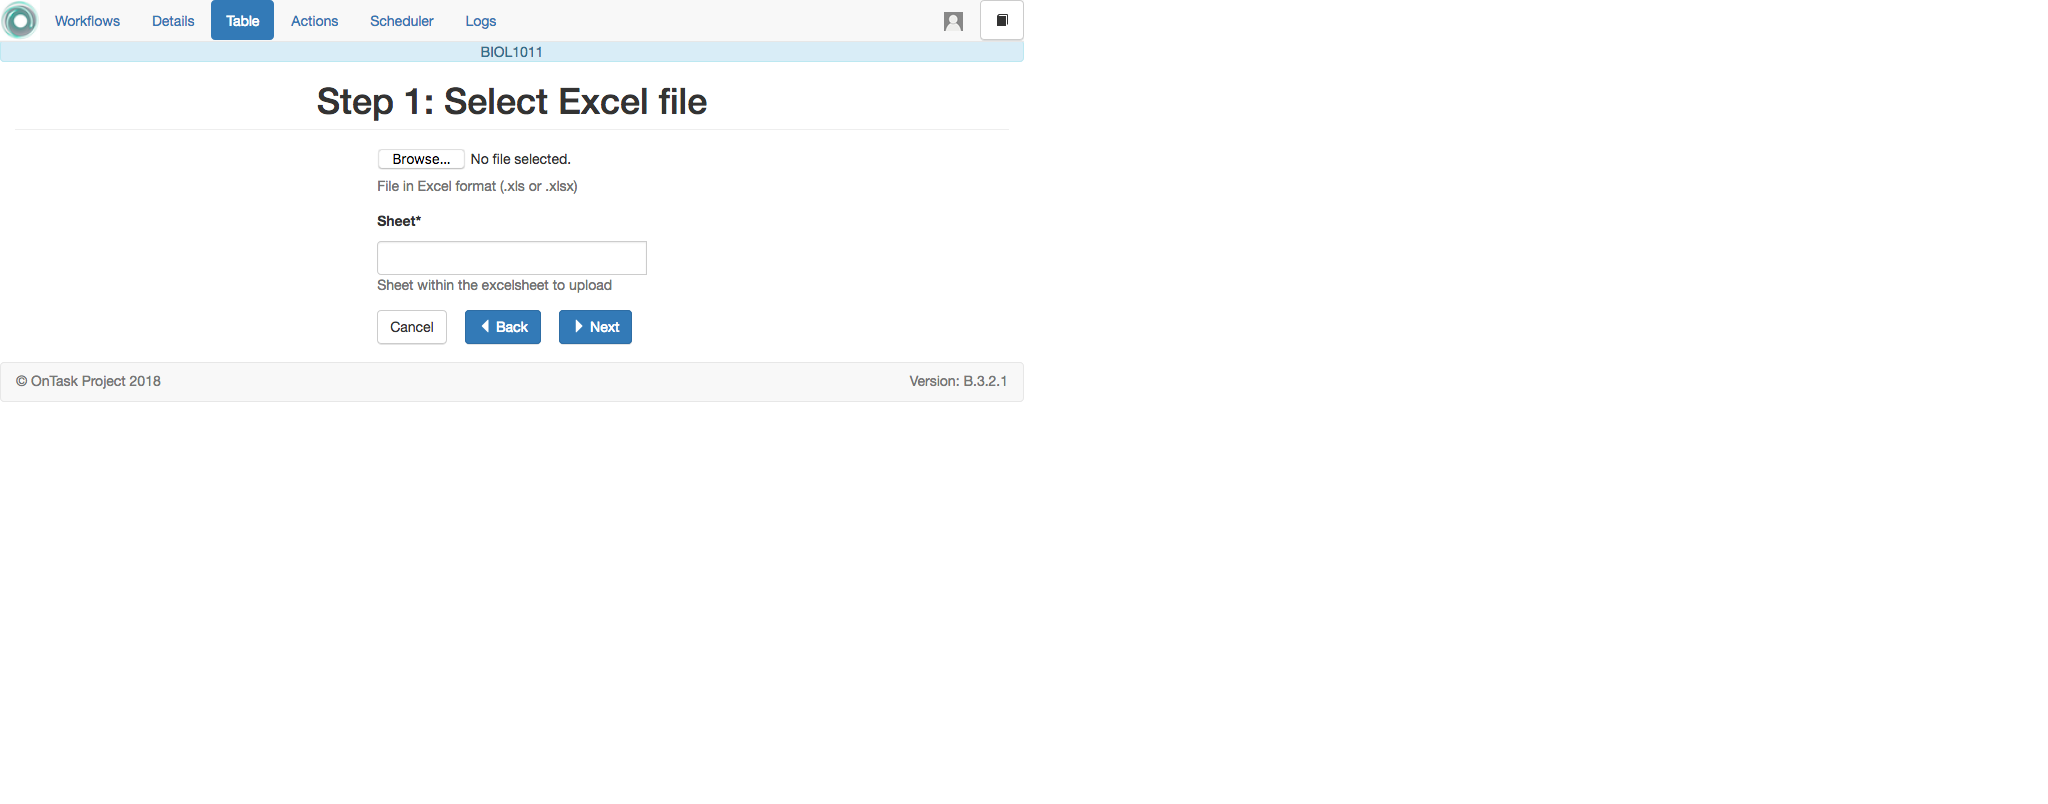 Workflows Details Table Actions Scheduler Logs
BIOL1011
Step 1: Select Excel file
Browse... No file selected.
File in Excel format (.xls or .xlsx)
Sheet*
Sheet within the excelsheet to upload
Cancel Back Next
© OnTask Project 2018 Version: B.3.2.1